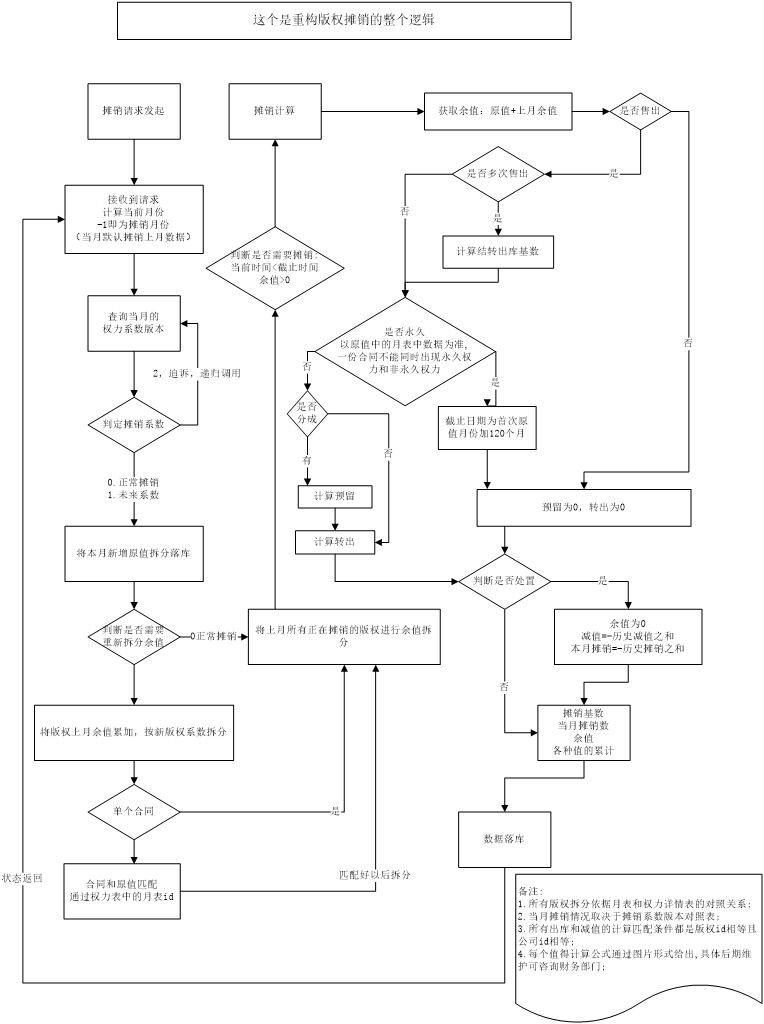 这个是重构版权摊销的整个逻辑
摊销请求发起
接收到请求
计算当前月份
-1即为摊销月份
（当月默认摊销上月数据）
查询当月的
权力系数版本
2，追诉，递归调用
判定摊销系数
0.正常摊销
1.未来系数
将本月新增原值拆分落库
判断是否需要
重新拆分余值
0正常摊销
将版权上月余值累加，按新版权系数拆分
单个合同
是
合同和原值匹配
通过权力表中的月表id
匹配好以后拆分
状态返回
将上月所有正在摊销的版权进行余值拆
分
判断是否需要摊销:
当前时间<截止时间
余值>0
摊销计算
获取余值: 原值+上月余值
是否售出
是
否
是否多次售出
是
否
计算结转出库基数
是否永久
以原值中的月表中数据为准,
一份合同不能同时出现永久权
力和非永久权力
否
是
是否
分成
有
否
计算预留
计算转出
截止日期为首次原
值月份加120个月
预留为0, 转出为0
判断是否处置
是
否
余值为0
减值=-历史减值之和
本月摊销=-历史摊销之和
摊销基数
当月摊销数
余值
各种值的累计
数据落库
备注:
1.所有版权拆分依据月表和权力详情表的对照关系;
2.当月摊销情况取决于摊销系数版本对照表;
3.所有出库和减值的计算匹配条件都是版权id相等且
公司id相等;
4.每个值得计算公式通过图片形式给出,具体后期维
护可咨询财务部门;